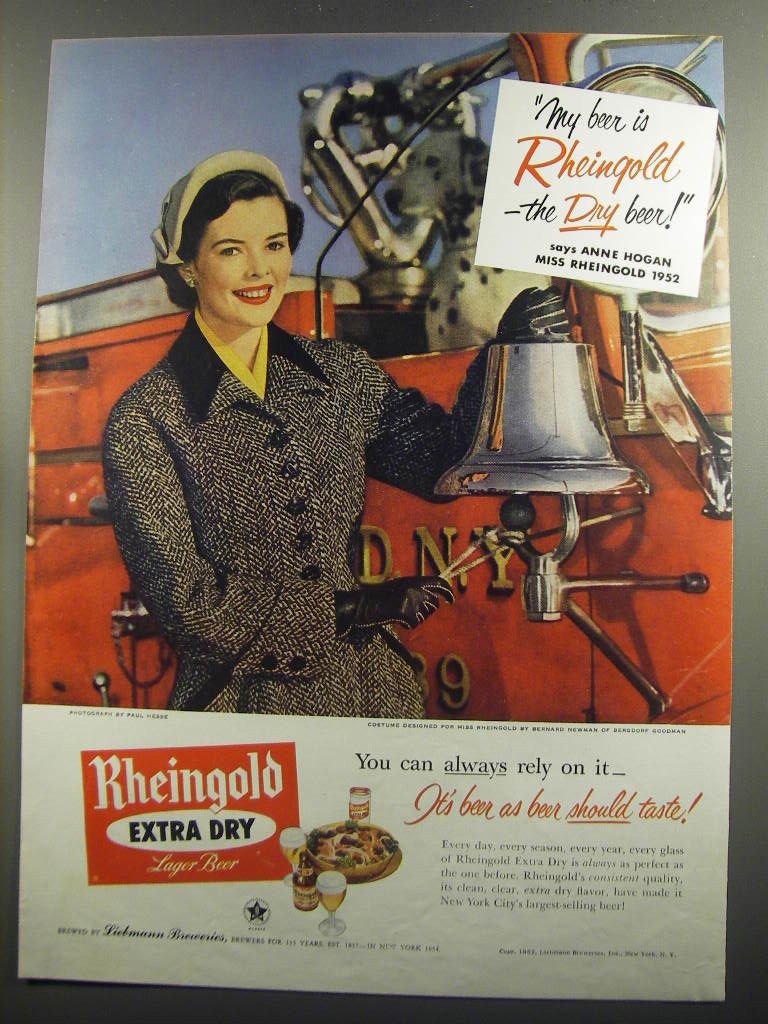 "My beer is
Rheingold
—the Dry beer!"
says ANNE HOGAN
MISS RHEINGOLD 1952
D.N.Y
39
PHOTOGRAPH BY PAUL HESSE
COSTUME DESIGNED FOR MISS RHEINGOLD BY BERNARD NEWMAN OF BERGDORF GOODMAN
Rheingold
EXTRA DRY
Lager Beer
You can always rely on it—
It's beer as beer should taste!
Every day, every season, every year, every glass
of Rheingold Extra Dry is always as perfect as
the one before. Rheingold's consistent quality,
its clean, clear, extra dry flavor, have made it
New York City's largest-selling beer!
BREWED BY Liebmann Breweries, BREWERS FOR 115 YEARS. EST. 1837—IN NEW YORK 1854.
Copr. 1952, Liebmann Breweries, Inc., New York, N. Y.